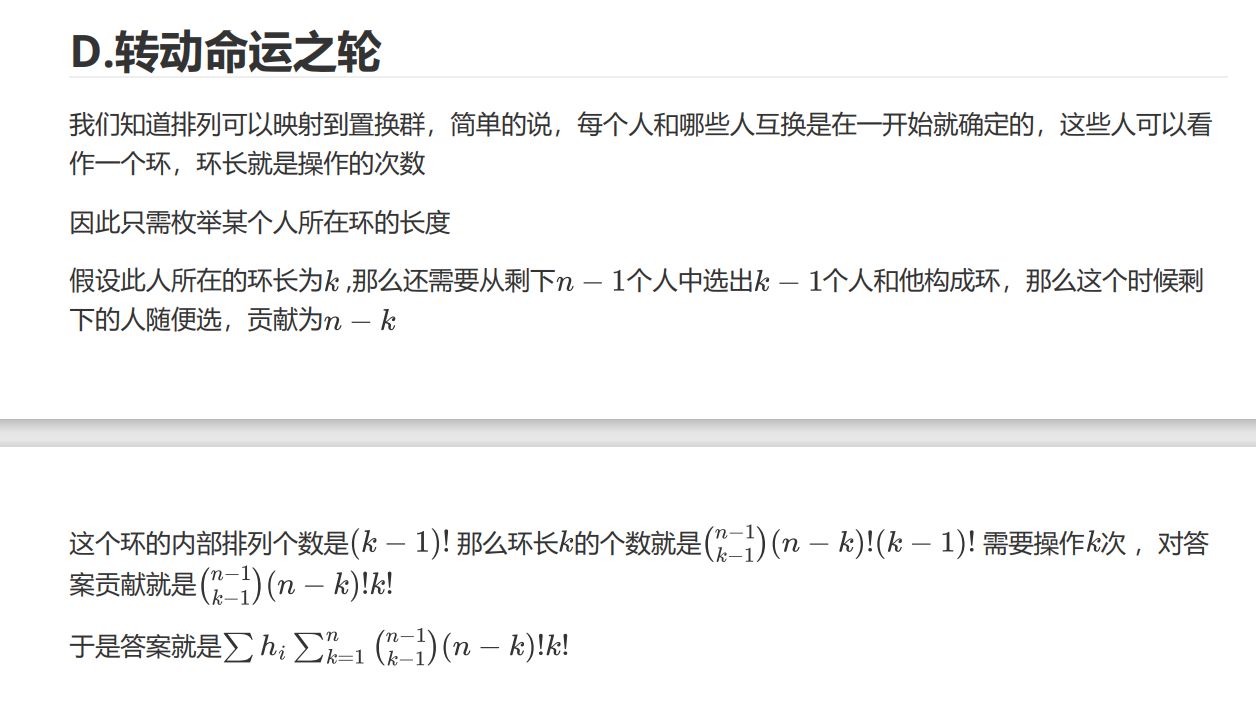 D.转动命运之轮
我们知道排列可以映射到置换群，简单的说，每个人和哪些人互换是在一开始就确定的，这些人可以看
作一个环，环长就是操作的次数
因此只需枚举某个人所在环的长度
假设此人所在的环长为k ,那么还需要从剩下n − 1个人中选出k − 1个人和他构成环，那么这个时候剩
下的人随便选，贡献为n − k
这个环的内部排列个数是(k − 1)! 那么环长k的个数就是\binom{n-1}{k-1}(n − k)!(k − 1)! 需要操作k次 ，对答
案贡献就是\binom{n-1}{k-1}(n − k)!k!
于是答案就是∑ h_i ∑_{k=1}^{n} \binom{n-1}{k-1}(n − k)!k!